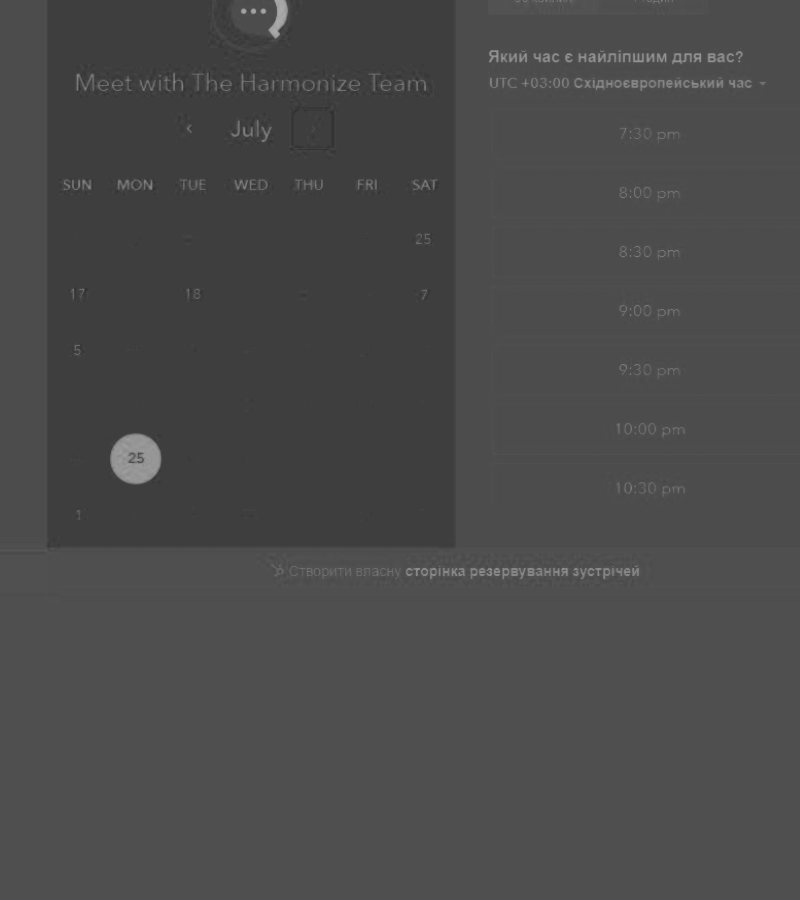 Meet with The Harmonize Team
July
SUN MON TUE WED THU FRI SAT
25
17 18 7
5
25
1
Який час є найліпшим для вас?
UTC +03:00 Східноєвропейський час
7:30 pm
8:00 pm
8:30 pm
9:00 pm
9:30 pm
10:00 pm
10:30 pm
Створити власну сторінка резервування зустрічей